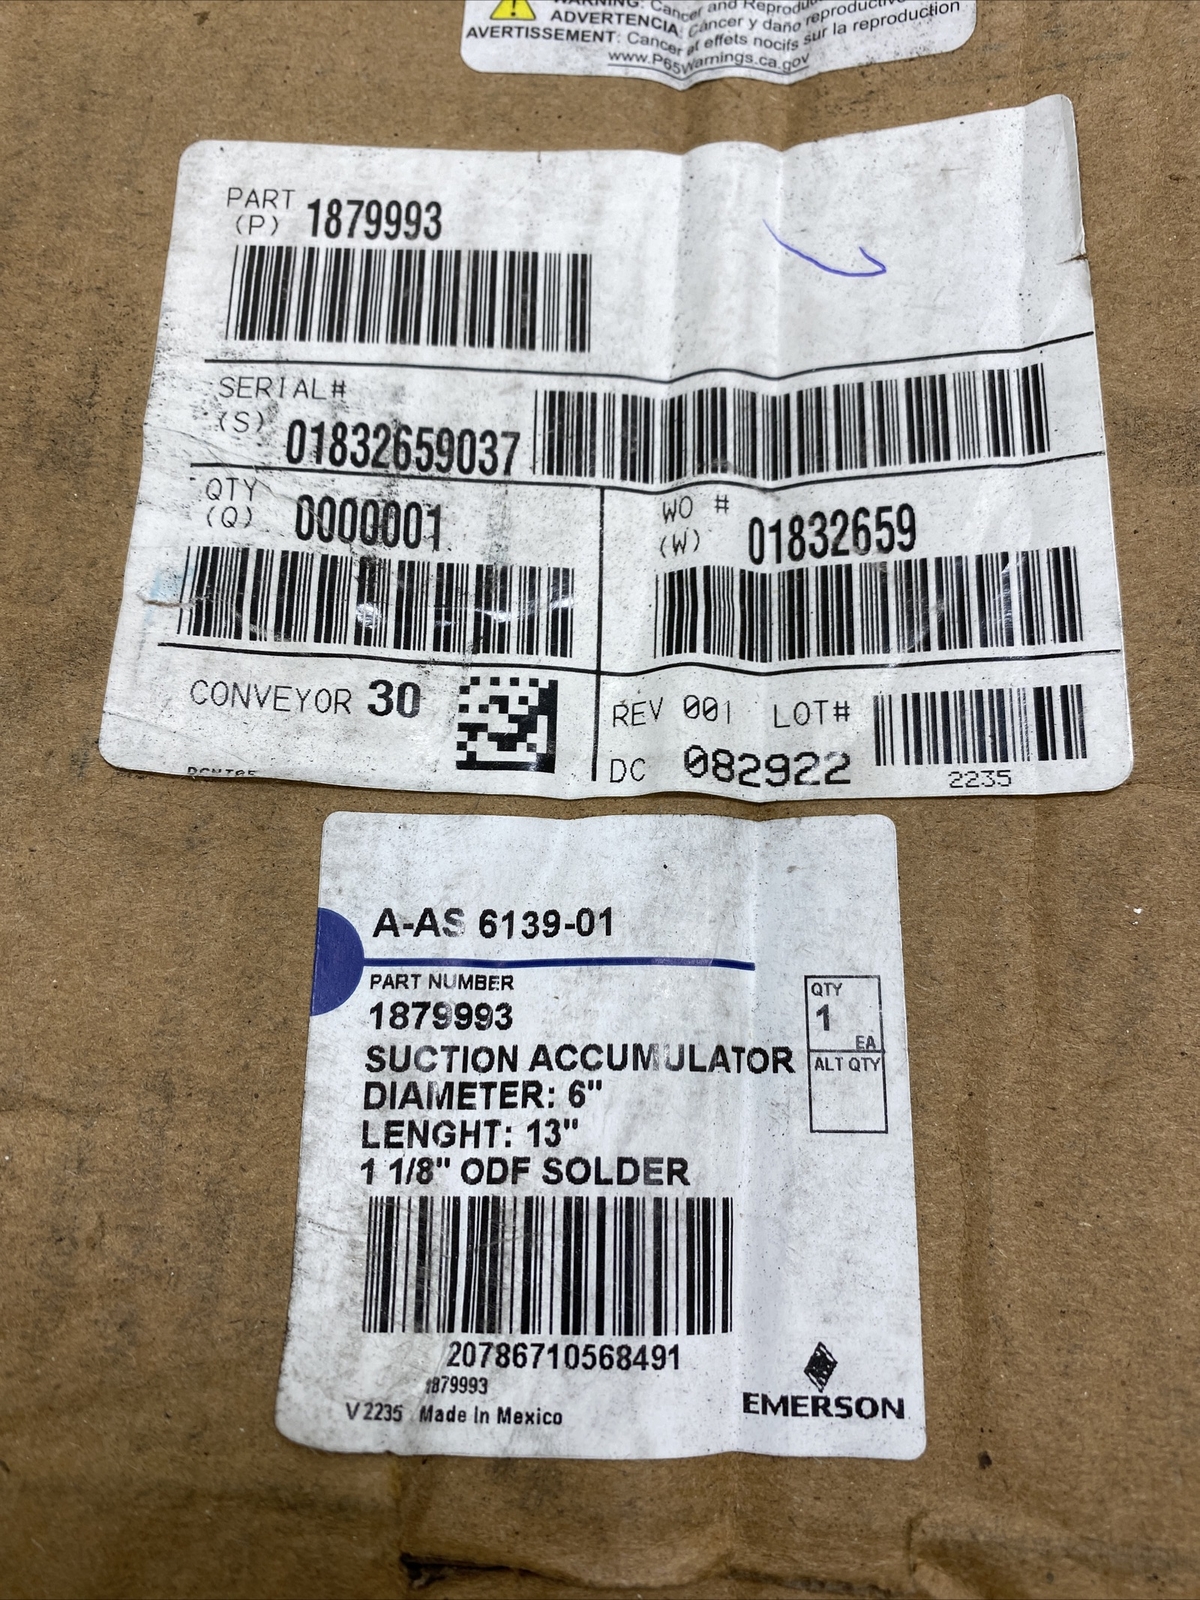 WARNING: Cancer and Reproductive
ADVERTENCIA: Cáncer y daño reproductivo
AVERTISSEMENT: Cancer et effets nocifs sur la reproduction
www.P65Warnings.ca.gov
PART
(P) 1879993
SERIAL#
(S) 01832659037
QTY
(Q) 0000001
WO #
(W) 01832659
CONVEYOR 30
REV 001 LOT#
DC 082922
2235
A-AS 6139-01
PART NUMBER
1879993
SUCTION ACCUMULATOR
DIAMETER: 6"
LENGHT: 13"
1 1/8" ODF SOLDER
QTY
1
EA
ALT QTY
20786710568491
1879993
V 2235 Made In Mexico
EMERSON